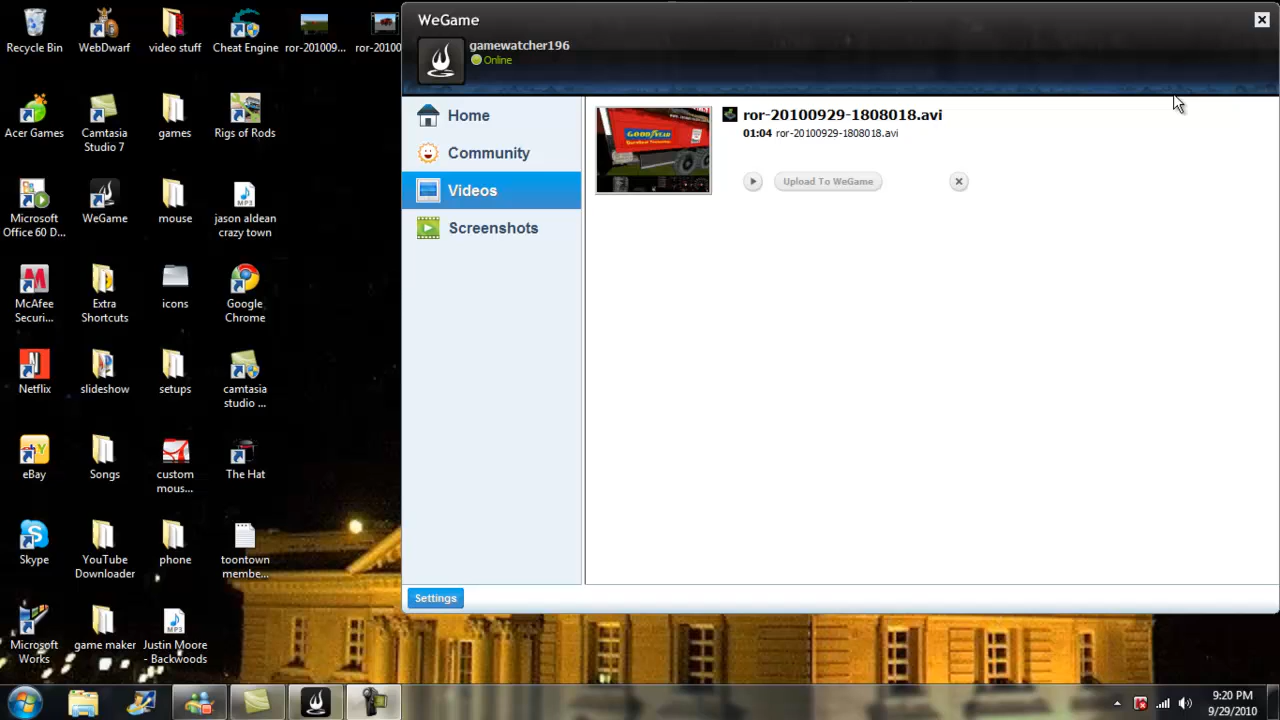 Recycle Bin
WebDwarf
video stuff
Cheat Engine
ror-201009...
ror-20100
Acer Games
Camtasia
Studio 7
games
Rigs of Rods
Microsoft
Office 60 D...
WeGame
mouse
jason aldean
crazy town
McAfee
Securi...
Extra
Shortcuts
icons
Google
Chrome
Netflix
slideshow
setups
camtasia
studio ...
eBay
Songs
custom
mous...
The Hat
Skype
YouTube
Downloader
phone
toontown
membe...
Microsoft
Works
game maker
Justin Moore
- Backwoods
WeGame
gamewatcher196
Online
Home
Community
Videos
Screenshots
GOODYEAR
ror-20100929-1808018.avi
01:04 ror-20100929-1808018.avi
Upload To WeGame
Settings
9:20 PM
9/29/2010